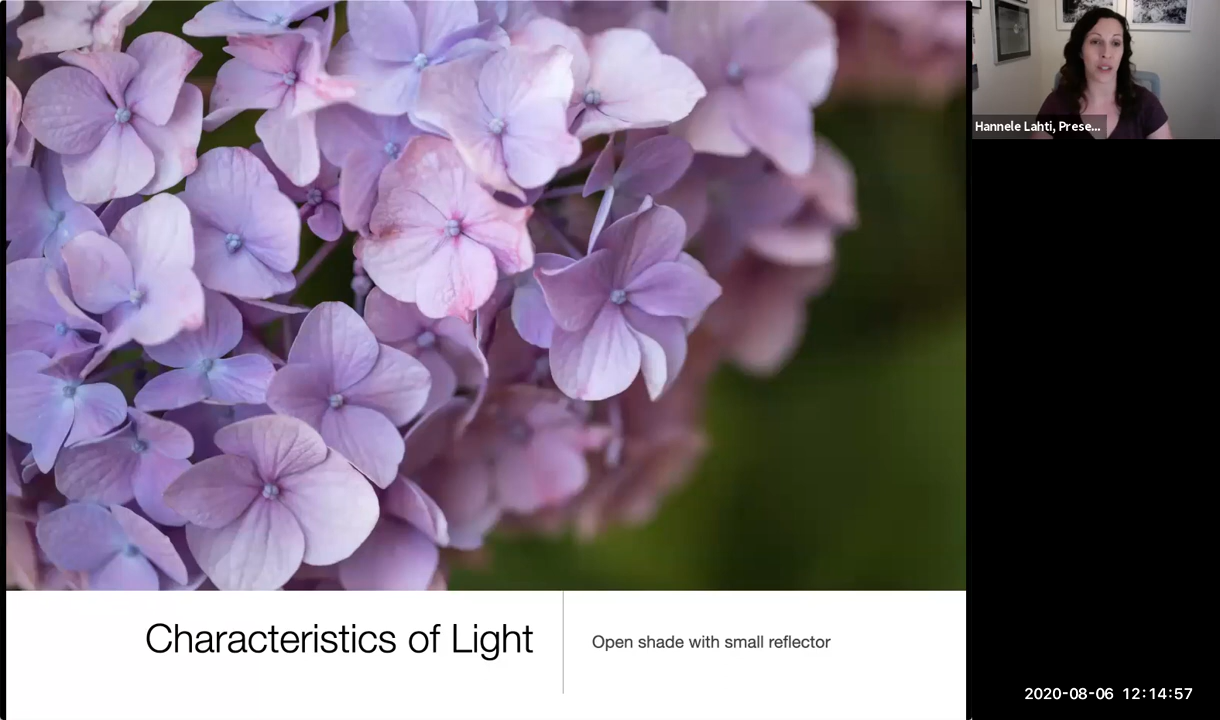 Hannele Lahti, Prese...
Characteristics of Light
Open shade with small reflector
2020-08-06 12:14:57